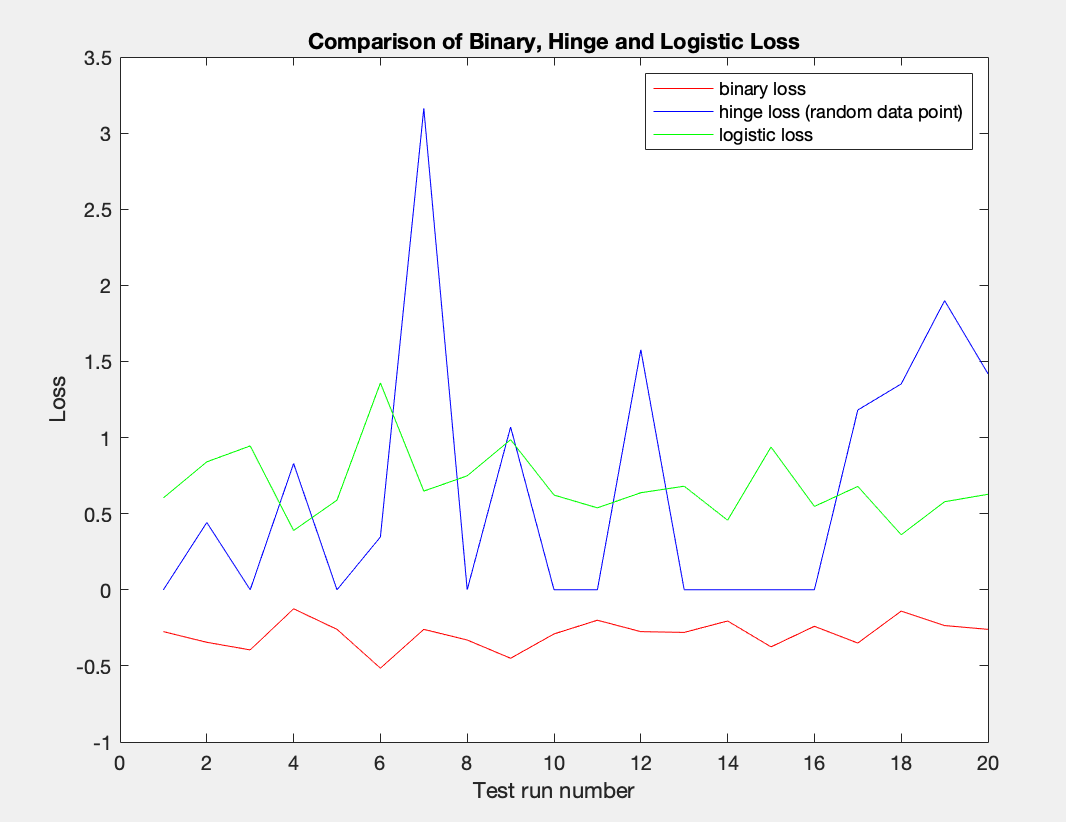 Comparison of Binary, Hinge and Logistic Loss
3.5
3
2.5
2
1.5
1
0.5
0
-0.5
-1
Loss
binary loss
hinge loss (random data point)
logistic loss
0 2 4 6 8 10 12 14 16 18 20
Test run number